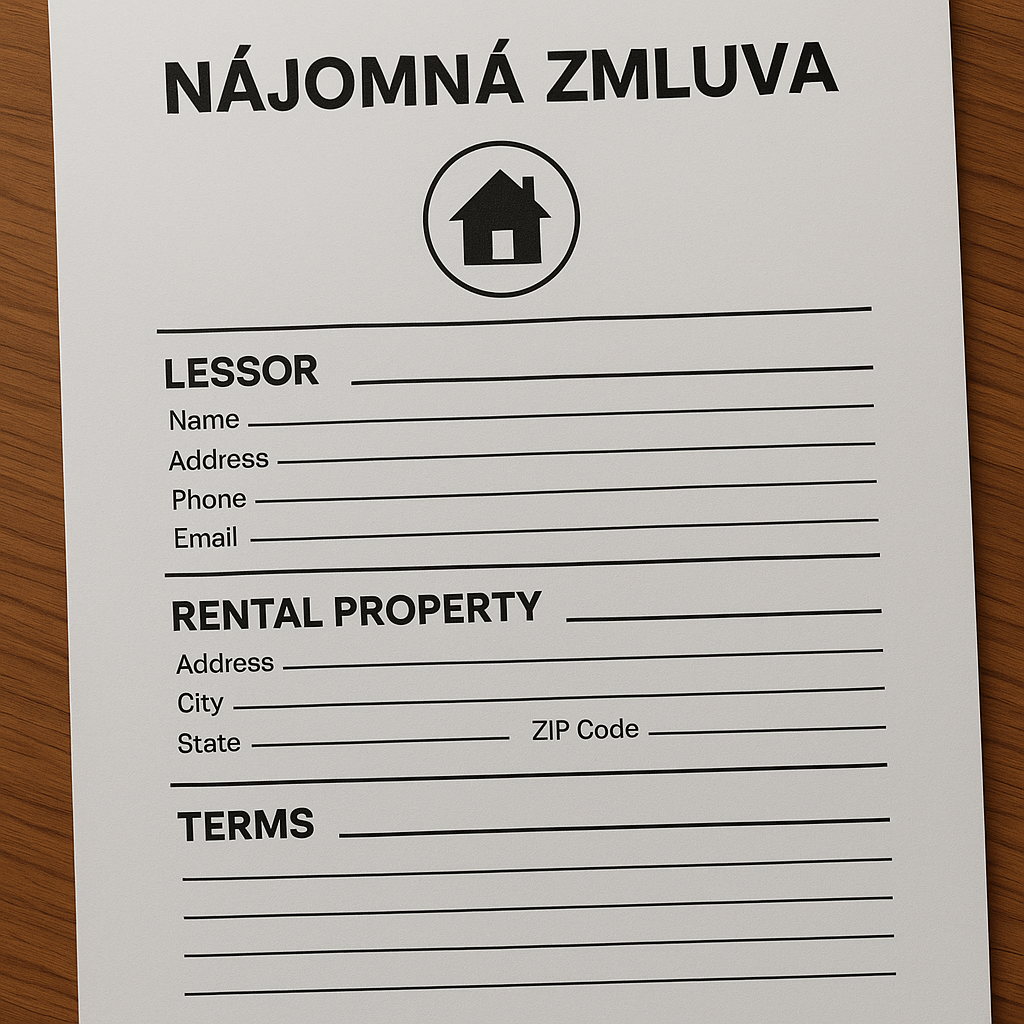 NÁJOMNÁ ZMLUVA
LESSOR
Name
Address
Phone
Email
RENTAL PROPERTY
Address
City
State ZIP Code
TERMS